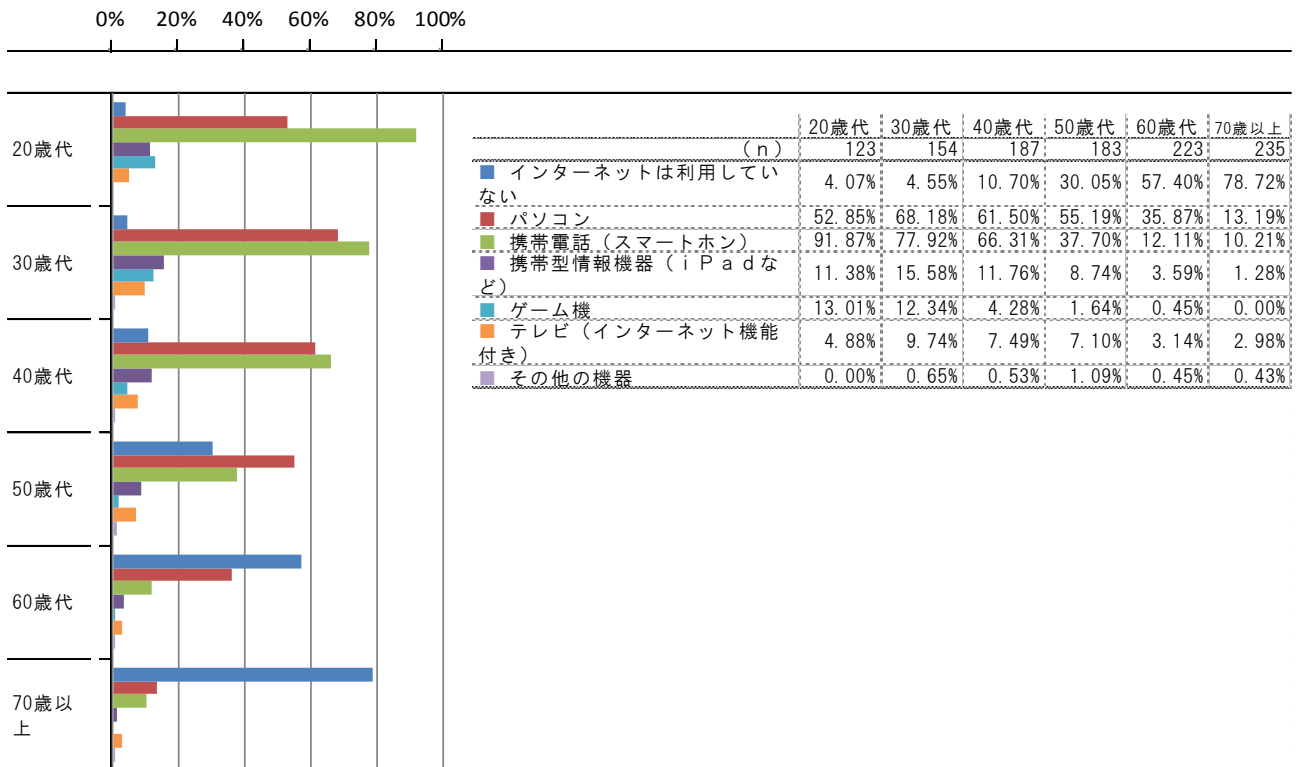 0% 20% 40% 60% 80% 100%
20歳代
30歳代
40歳代
50歳代
60歳代
70歳以
上
20歳代 30歳代 40歳代 50歳代 60歳代 70歳以上
(n) 123 154 187 183 223 235
インターネットは利用してい
ない 4.07% 4.55% 10.70% 30.05% 57.40% 78.72%
パソコン 52.85% 68.18% 61.50% 55.19% 35.87% 13.19%
携帯電話(スマートホン) 91.87% 77.92% 66.31% 37.70% 12.11% 10.21%
携帯型情報機器(iPadな
ど) 11.38% 15.58% 11.76% 8.74% 3.59% 1.28%
ゲーム機 13.01% 12.34% 4.28% 1.64% 0.45% 0.00%
テレビ(インターネット機能
付き) 4.88% 9.74% 7.49% 7.10% 3.14% 2.98%
その他の機器 0.00% 0.65% 0.53% 1.09% 0.45% 0.43%